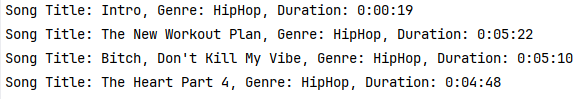 Song Title: Intro, Genre: HipHop, Duration: 0:00:19
Song Title: The New Workout Plan, Genre: HipHop, Duration: 0:05:22
Song Title: Bitch, Don't Kill My Vibe, Genre: HipHop, Duration: 0:05:10
Song Title: The Heart Part 4, Genre: HipHop, Duration: 0:04:48